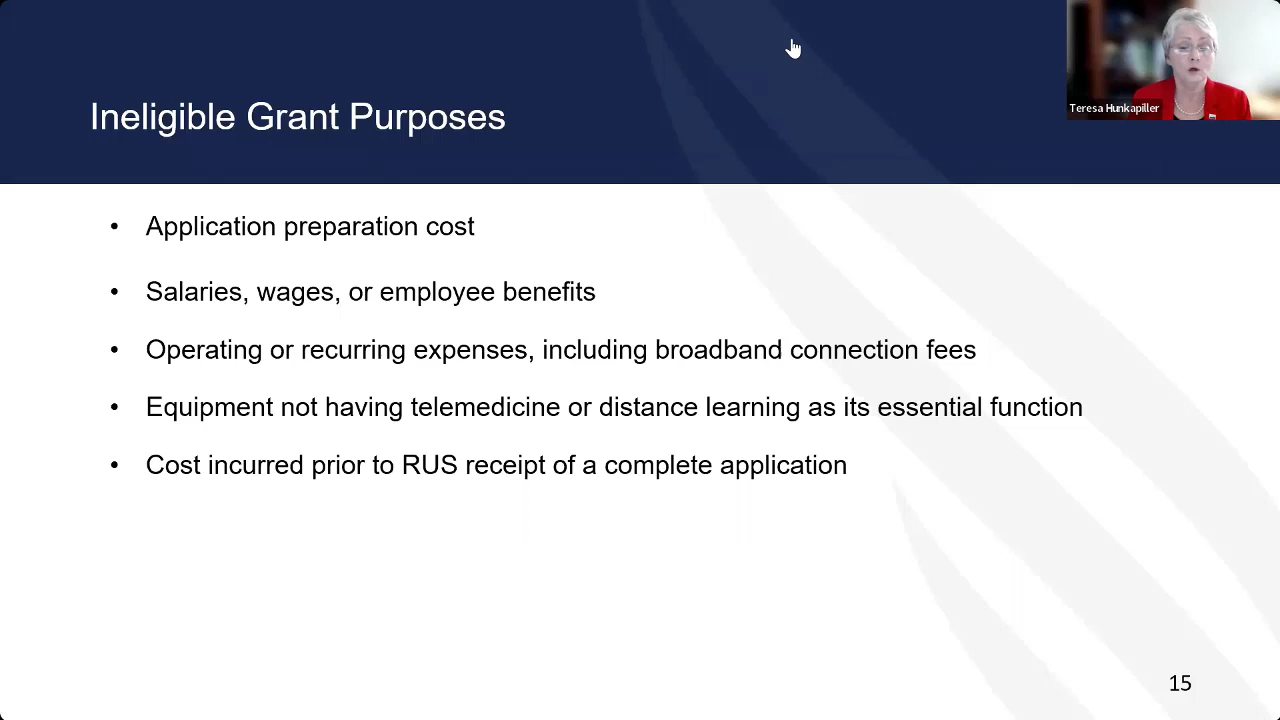 Ineligible Grant Purposes
Teresa Hunkapiller
• Application preparation cost
• Salaries, wages, or employee benefits
• Operating or recurring expenses, including broadband connection fees
• Equipment not having telemedicine or distance learning as its essential function
• Cost incurred prior to RUS receipt of a complete application
15